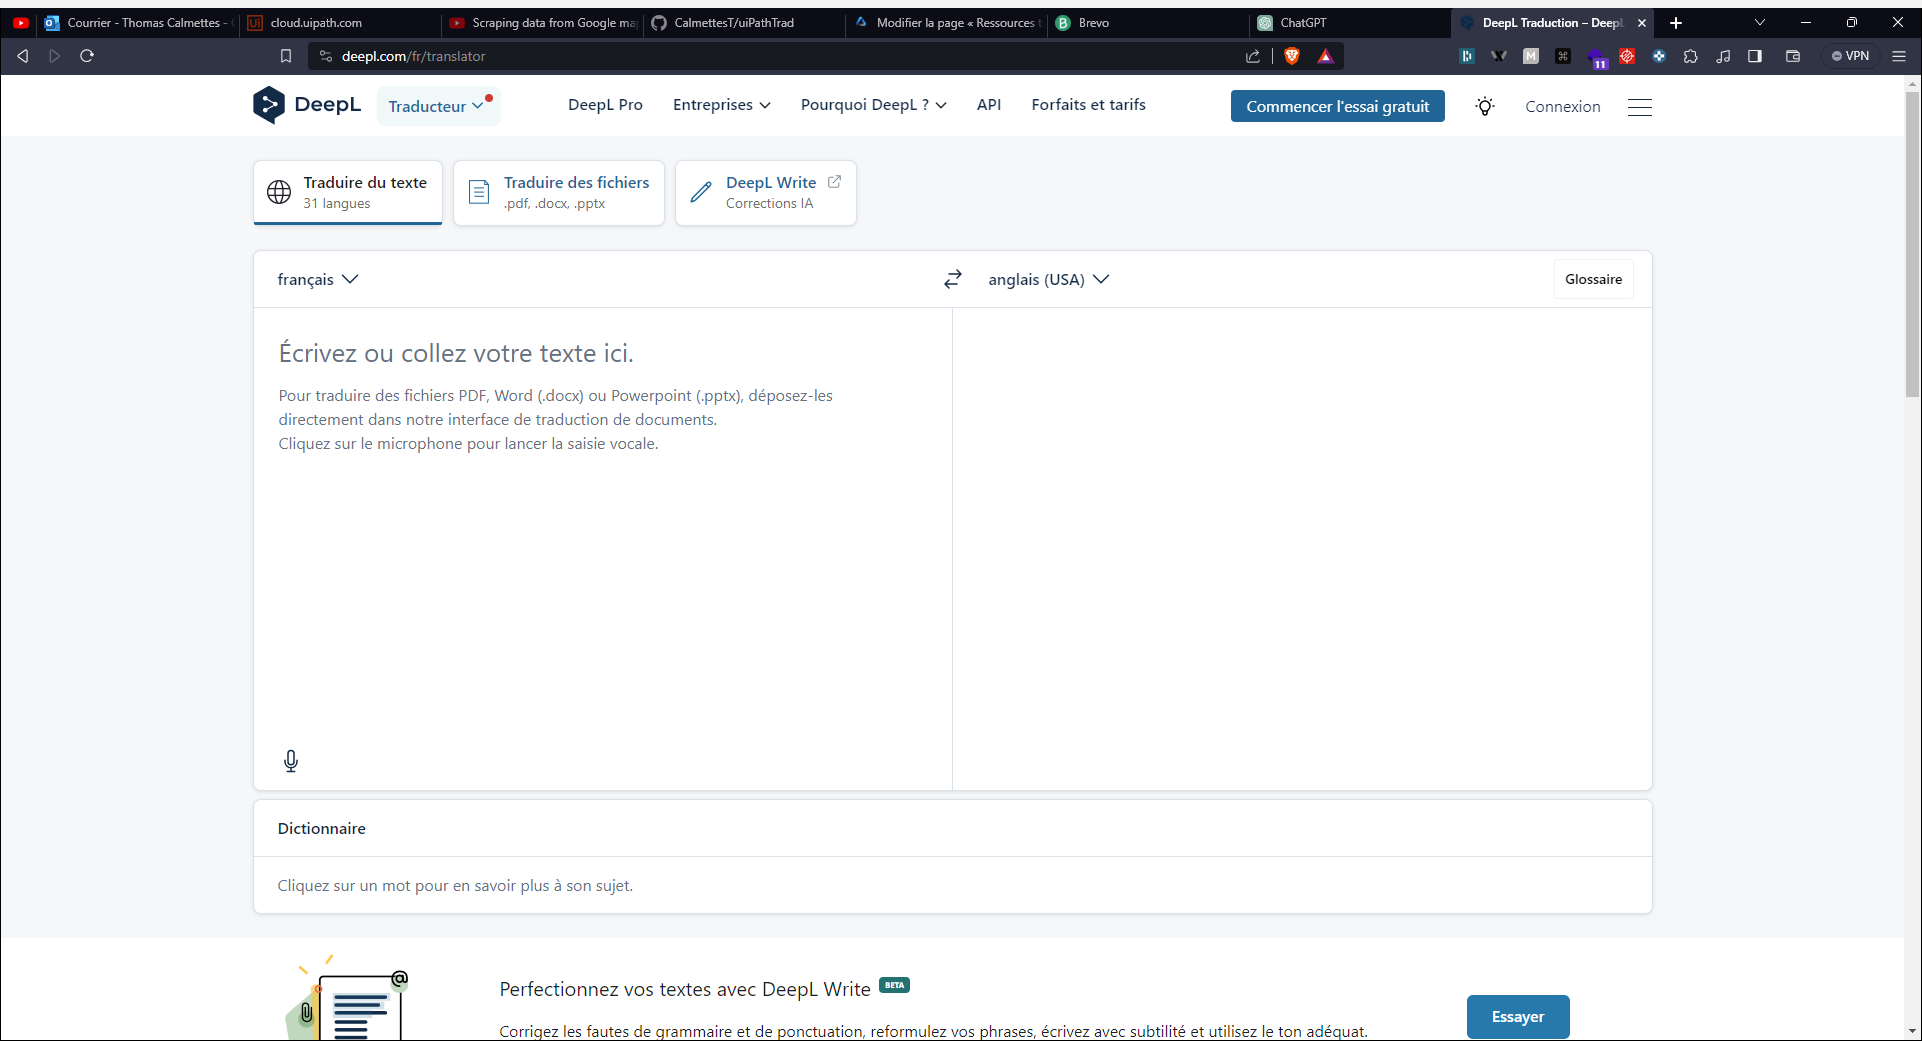 Courrier - Thomas Calmettes -
cloud.uipath.com
Scraping data from Google ma
CalmettesT/uiPathTrad
Modifier la page « Ressources
Brevo
ChatGPT
DeepL Traduction – DeepL
deepl.com/fr/translator
11
VPN
DeepL
Traducteur
DeepL Pro
Entreprises
Pourquoi DeepL ?
API
Forfaits et tarifs
Commencer l'essai gratuit
Connexion
Traduire du texte
31 langues
Traduire des fichiers
.pdf, .docx, .pptx
DeepL Write
Corrections IA
français
anglais (USA)
Glossaire
Écrivez ou collez votre texte ici.
Pour traduire des fichiers PDF, Word (.docx) ou Powerpoint (.pptx), déposez-les
directement dans notre interface de traduction de documents.
Cliquez sur le microphone pour lancer la saisie vocale.
Dictionnaire
Cliquez sur un mot pour en savoir plus à son sujet.
Perfectionnez vos textes avec DeepL Write BETA
Corrigez les fautes de grammaire et de ponctuation, reformulez vos phrases, écrivez avec subtilité et utilisez le ton adéquat.
Essayer